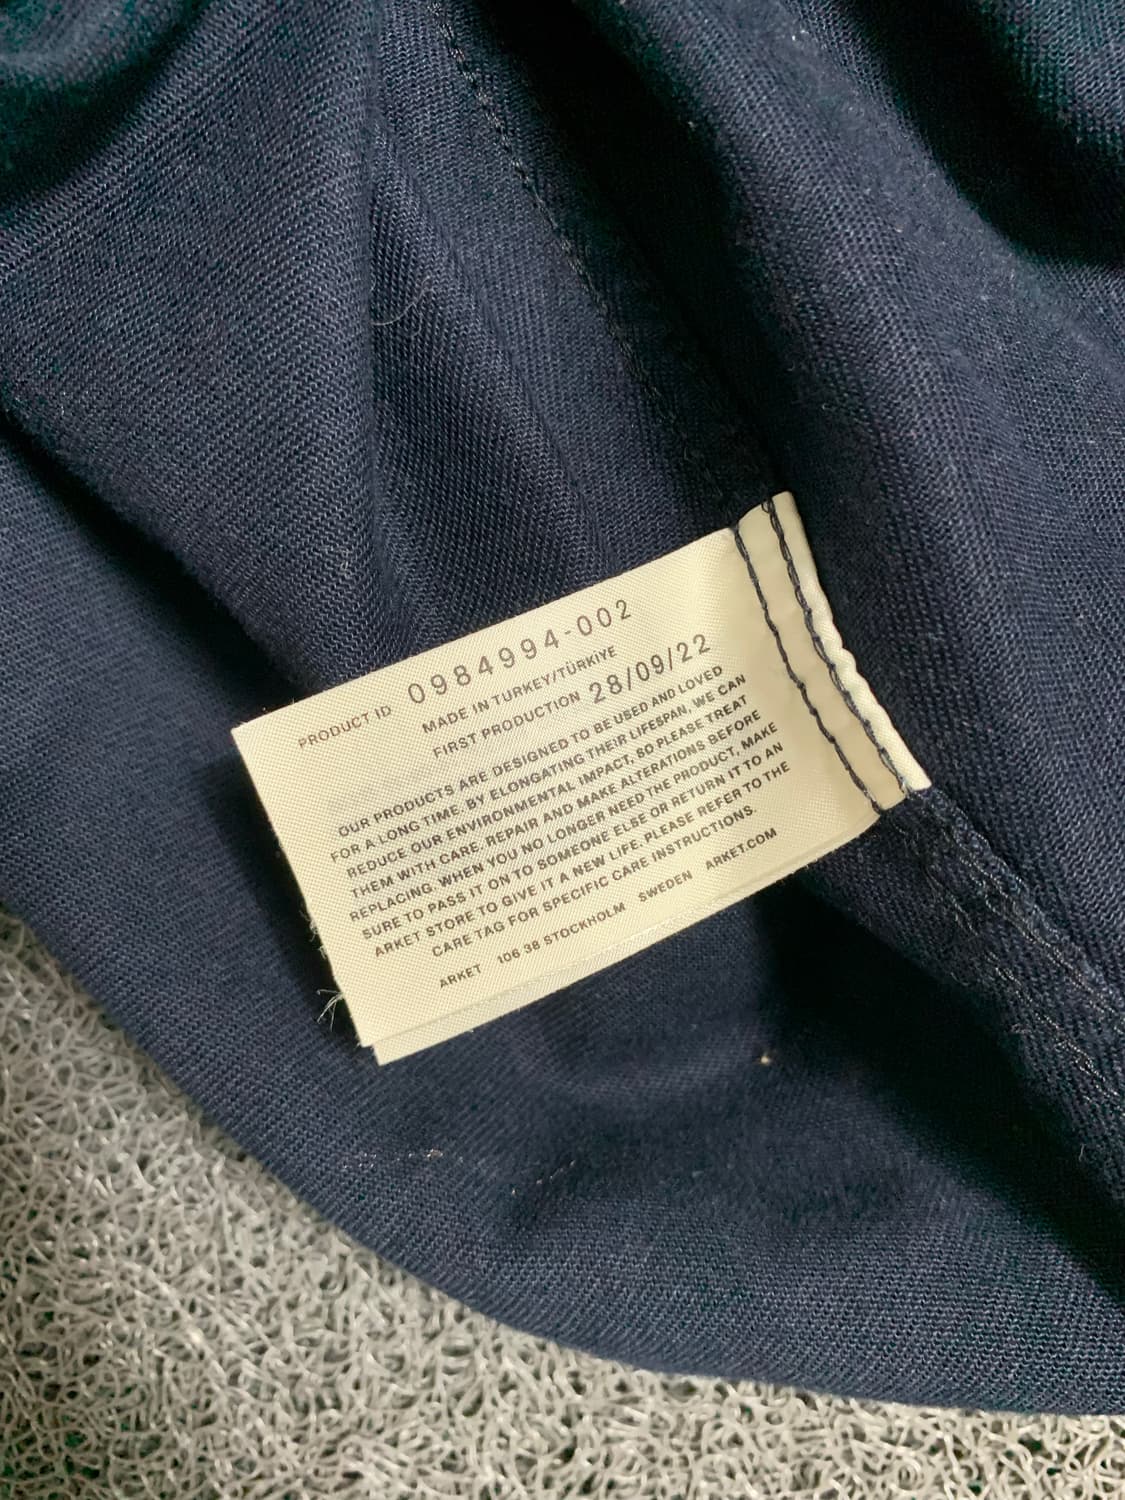 PRODUCT ID 0984994-002
MADE IN TURKEY/TÜRKIYE
FIRST PRODUCTION 28/09/22
OUR PRODUCTS ARE DESIGNED TO BE USED AND LOVED
FOR A LONG TIME. BY ELONGATING THEIR LIFESPAN, WE CAN
REDUCE OUR ENVIRONMENTAL IMPACT, SO PLEASE TREAT
THEM WITH CARE, REPAIR AND MAKE ALTERATIONS BEFORE
REPLACING. WHEN YOU NO LONGER NEED THE PRODUCT, MAKE
SURE TO PASS IT ON TO SOMEONE ELSE OR RETURN IT TO AN
ARKET STORE TO GIVE IT A NEW LIFE. PLEASE REFER TO THE
CARE TAG FOR SPECIFIC CARE INSTRUCTIONS.
ARKET 106 38 STOCKHOLM SWEDEN ARKET.COM